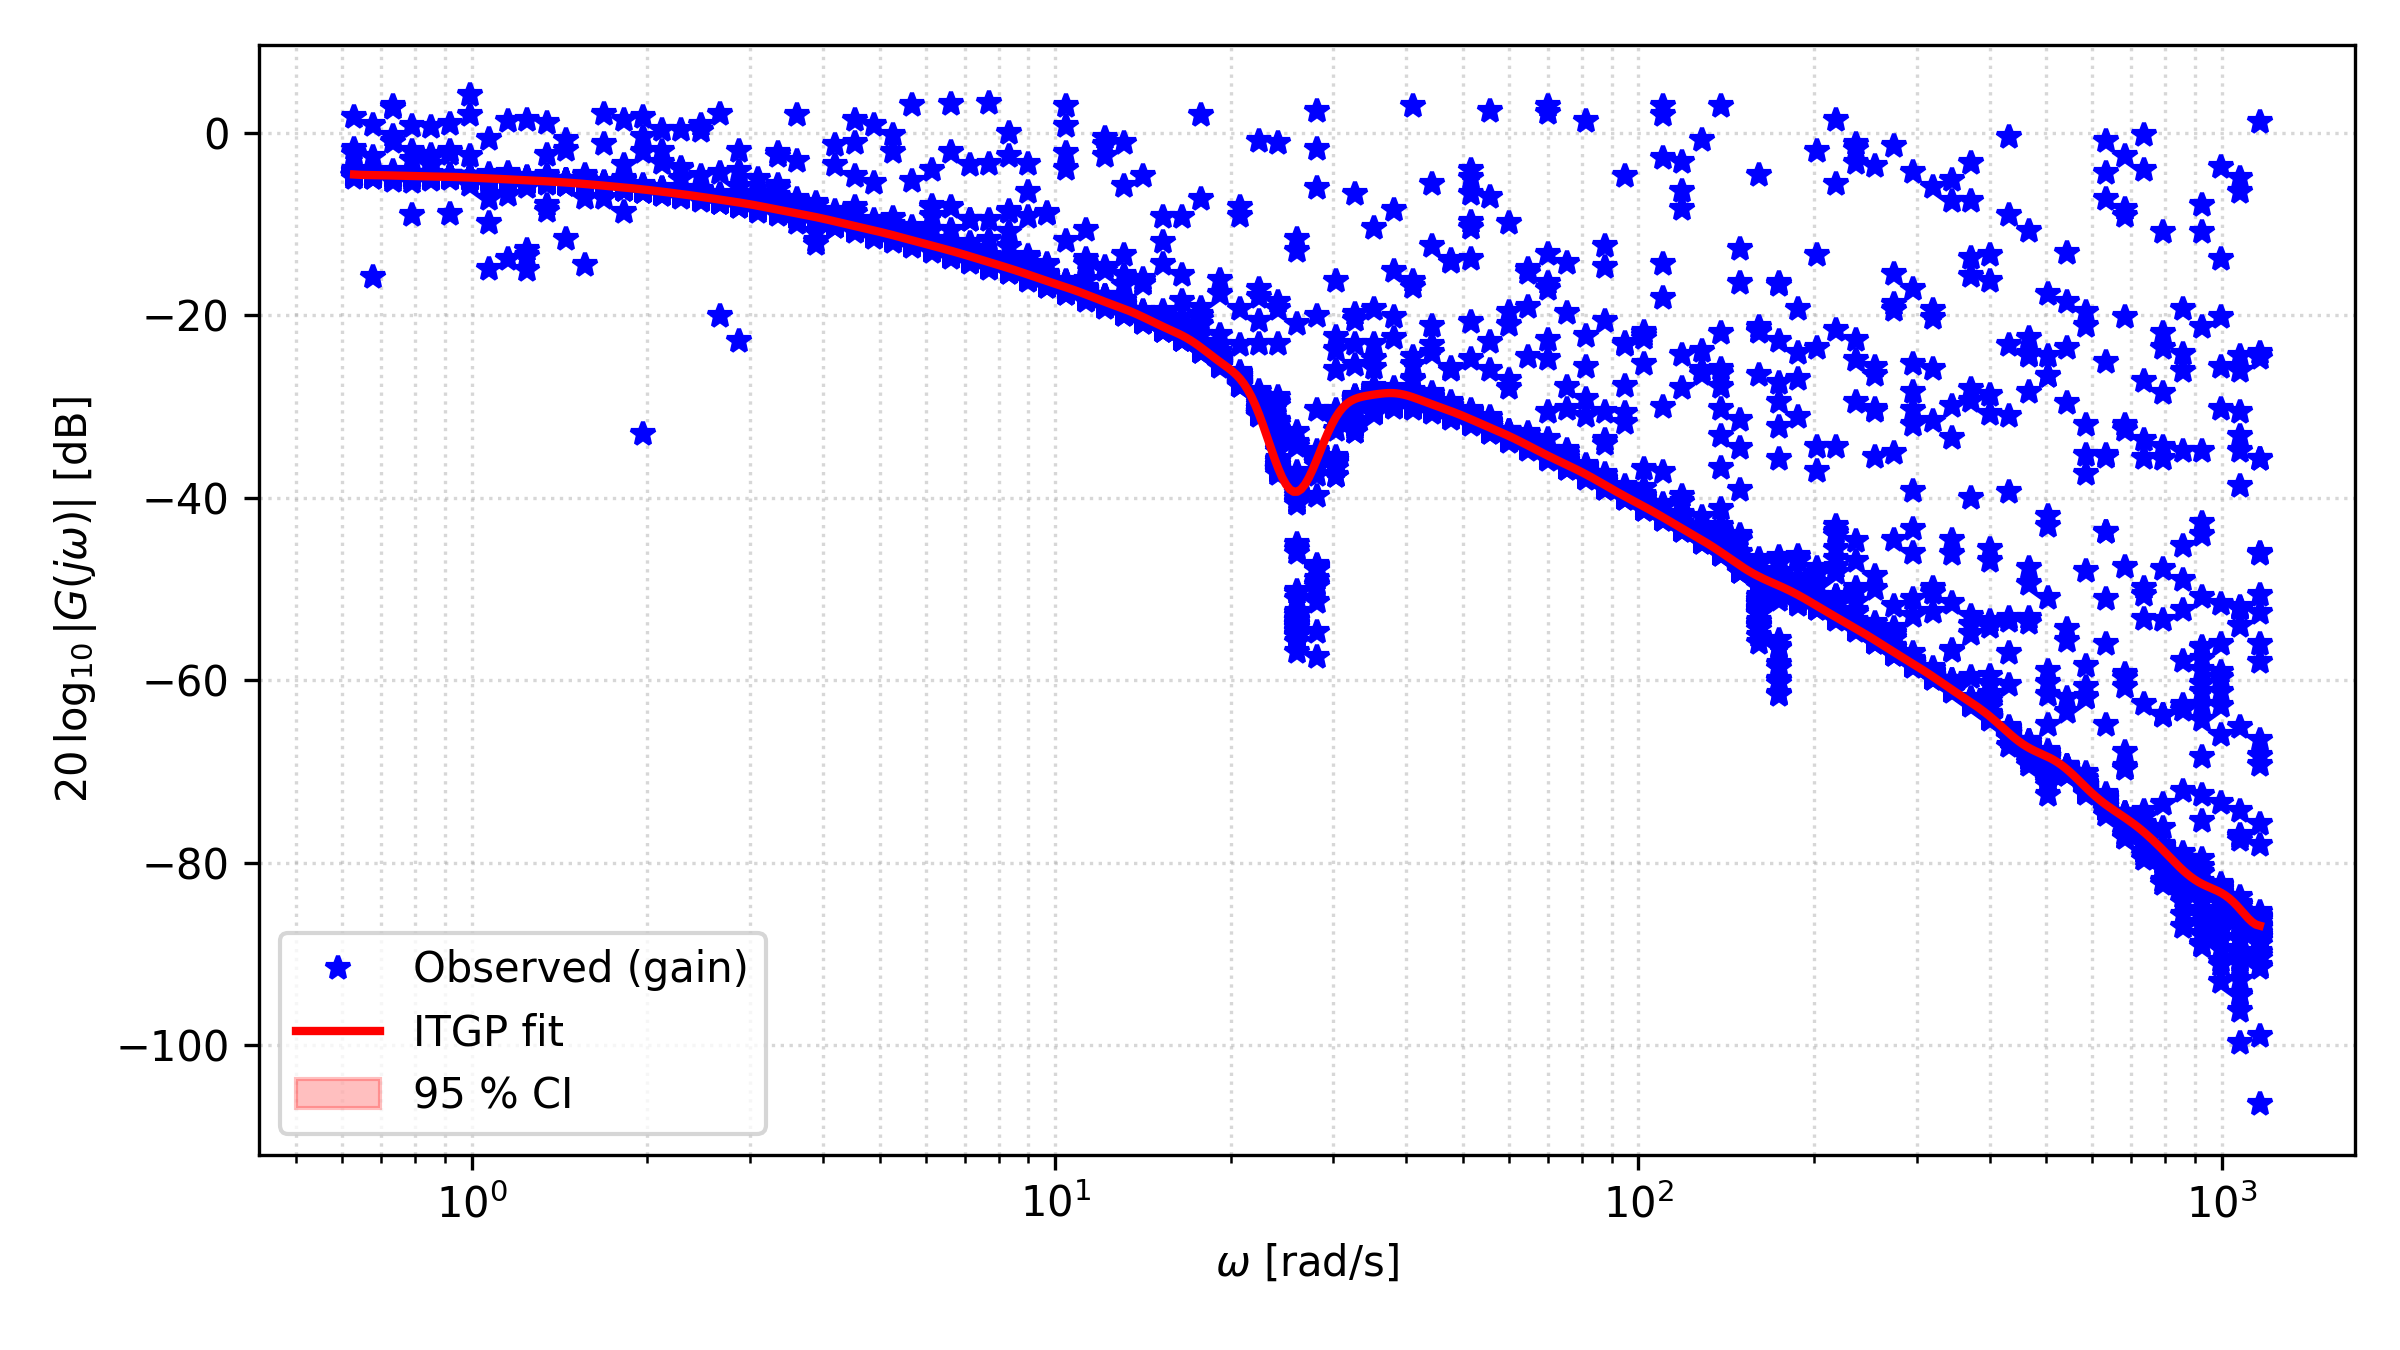 20 log₁₀ |G(jω)| [dB]
0
−20
−40
−60
−80
−100
Observed (gain)
ITGP fit
95 % CI
10⁰ 10¹ 10² 10³
ω [rad/s]